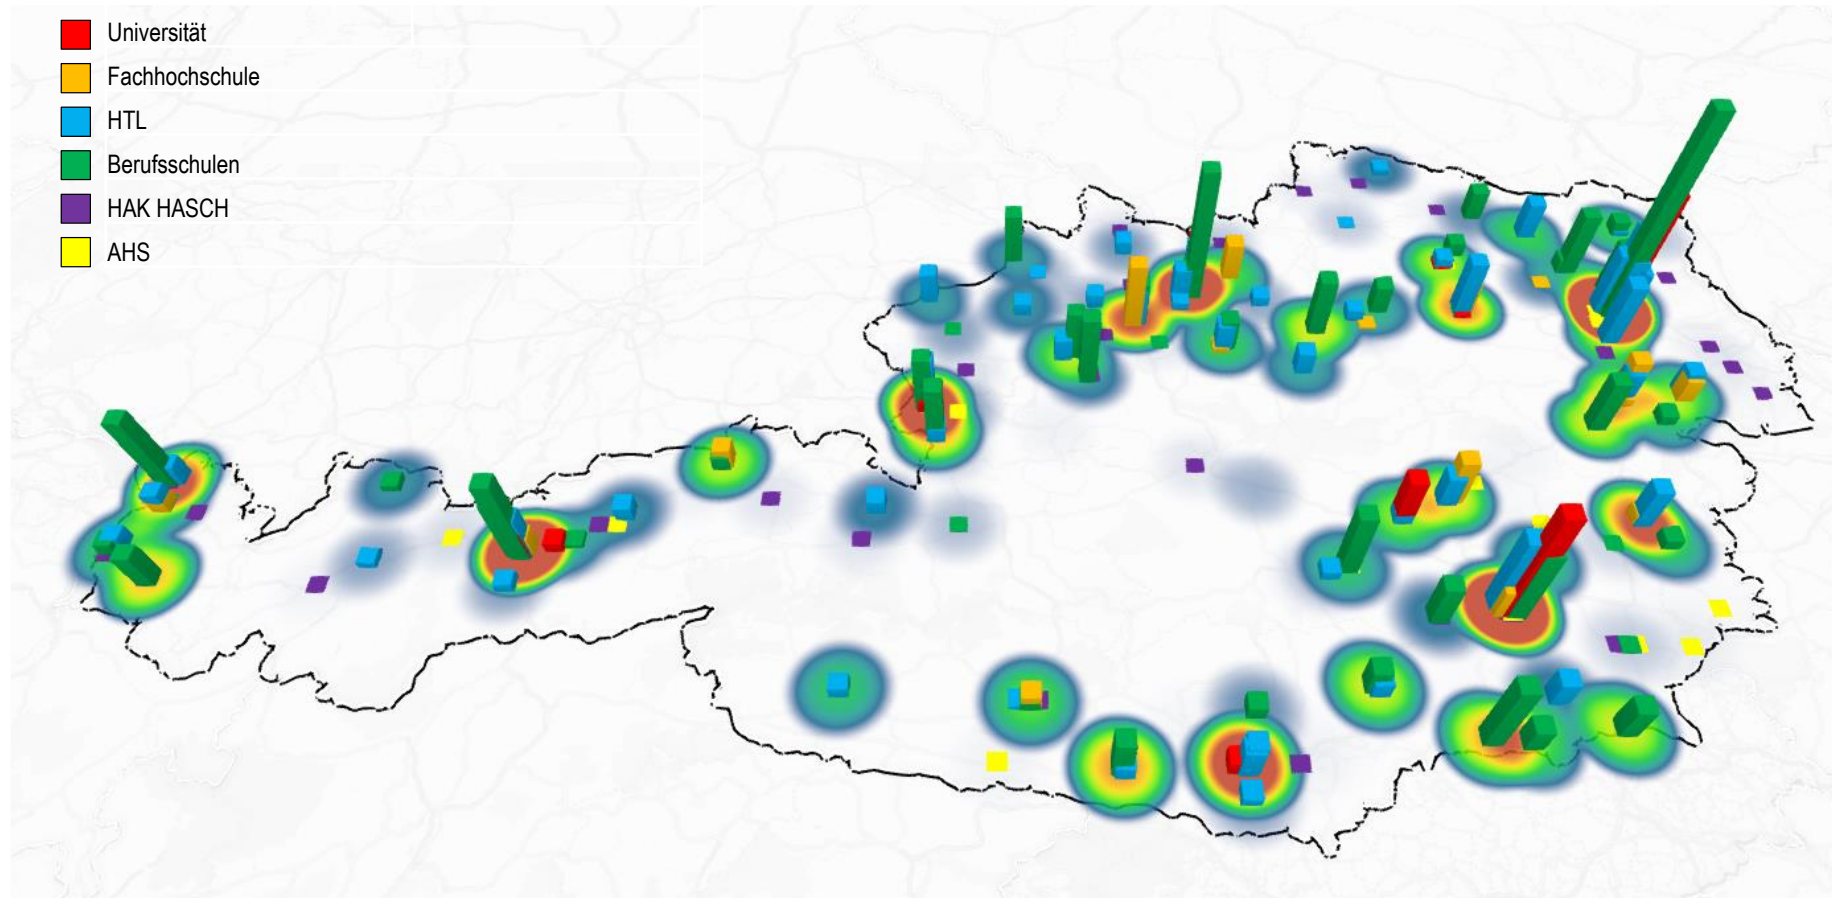 Universität
Fachhochschule
HTL
Berufsschulen
HAK HASCH
AHS